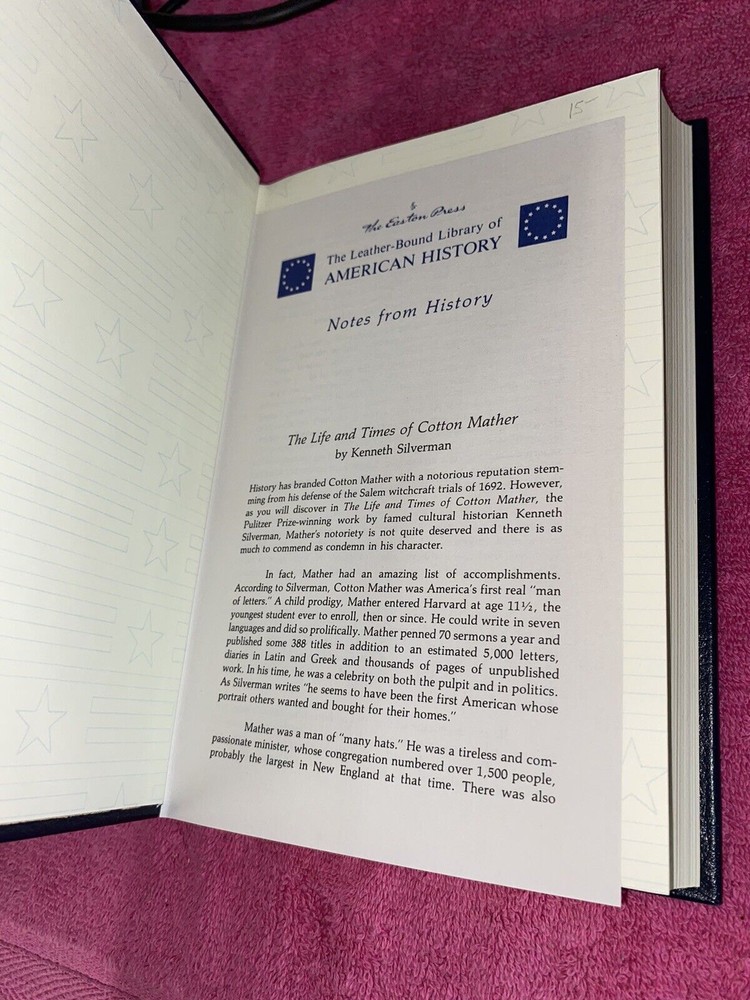 15-
by
The Easton Press
The Leather-Bound Library of
AMERICAN HISTORY
Notes from History
The Life and Times of Cotton Mather
by Kenneth Silverman
History has branded Cotton Mather with a notorious reputation stem-
ming from his defense of the Salem witchcraft trials of 1692. However,
as you will discover in The Life and Times of Cotton Mather, the
Pulitzer Prize-winning work by famed cultural historian Kenneth
Silverman, Mather's notoriety is not quite deserved and there is as
much to commend as condemn in his character.
In fact, Mather had an amazing list of accomplishments.
According to Silverman, Cotton Mather was America's first real "man
of letters." A child prodigy, Mather entered Harvard at age 11½, the
youngest student ever to enroll, then or since. He could write in seven
languages and did so prolifically. Mather penned 70 sermons a year and
published some 388 titles in addition to an estimated 5,000 letters,
diaries in Latin and Greek and thousands of pages of unpublished
work. In his time, he was a celebrity on both the pulpit and in politics.
As Silverman writes "he seems to have been the first American whose
portrait others wanted and bought for their homes."
Mather was a man of "many hats." He was a tireless and com-
passionate minister, whose congregation numbered over 1,500 people,
probably the largest in New England at that time. There was also